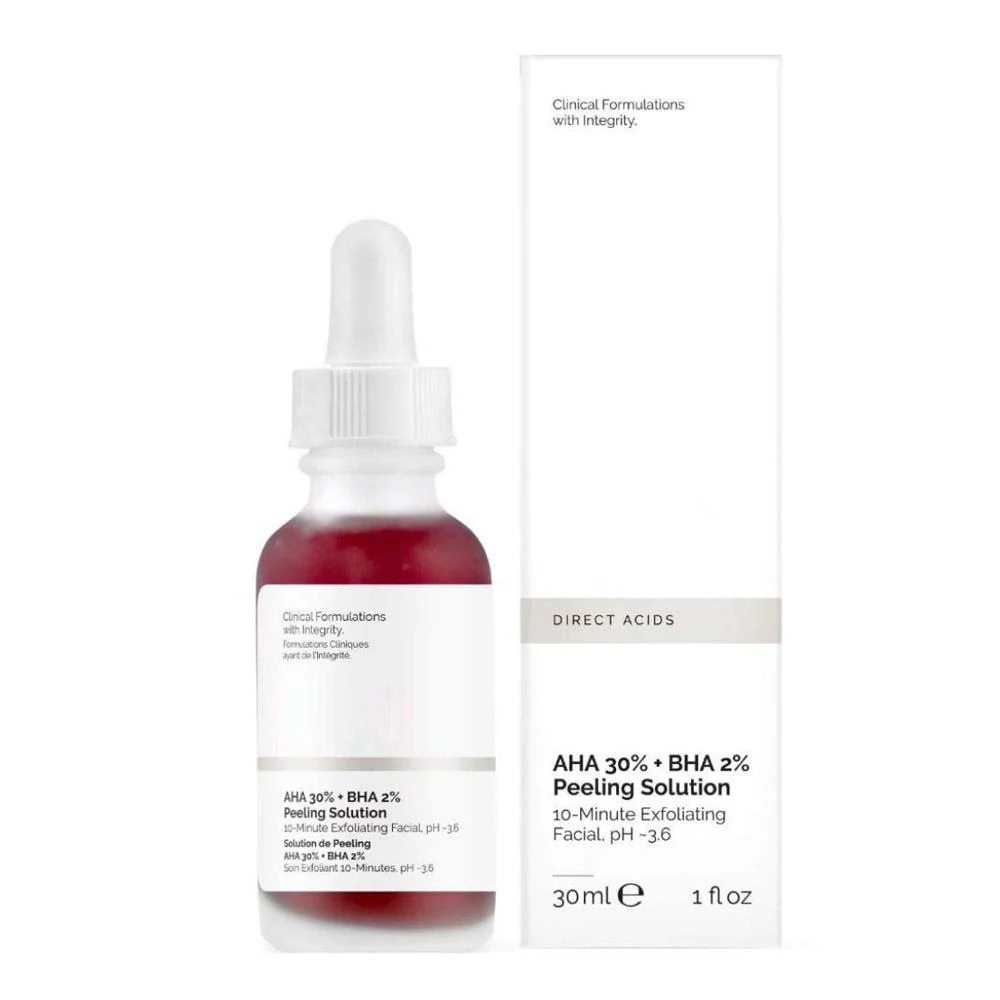 Clinical Formulations
with Integrity.
Formulations Cliniques
ayant de l'Intégrité.
AHA 30% + BHA 2%
Peeling Solution
10-Minute Exfoliating Facial, pH ~3.6
Solution de Peeling
AHA 30% + BHA 2%
Soin Exfoliant 10-Minutes, pH ~3.6
Clinical Formulations
with Integrity.
DIRECT ACIDS
AHA 30% + BHA 2%
Peeling Solution
10-Minute Exfoliating
Facial, pH ~3.6
30 ml ℮ 1 fl oz